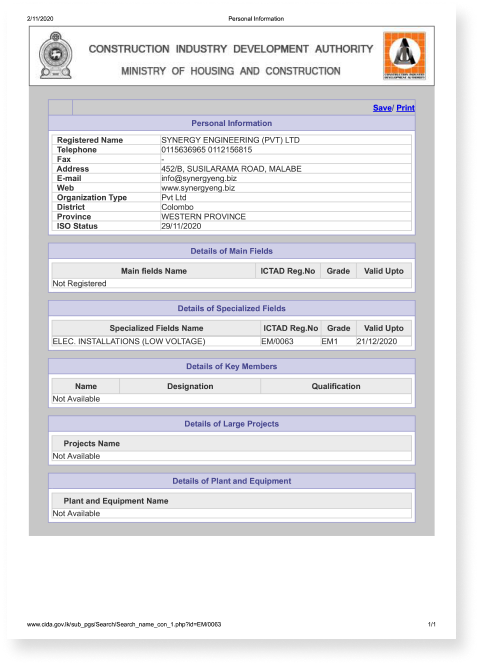 2/11/2020 Personal Information
CONSTRUCTION INDUSTRY DEVELOPMENT AUTHORITY
MINISTRY OF HOUSING AND CONSTRUCTION
Save/ Print
Personal Information
Registered Name SYNERGY ENGINEERING (PVT) LTD
Telephone 0115636965 0112156815
Fax -
Address 452/B, SUSILARAMA ROAD, MALABE
E-mail info@synergyeng.biz
Web www.synergyeng.biz
Organization Type Pvt Ltd
District Colombo
Province WESTERN PROVINCE
ISO Status 29/11/2020
Details of Main Fields
Main fields Name ICTAD Reg.No Grade Valid Upto
Not Registered
Details of Specialized Fields
Specialized Fields Name ICTAD Reg.No Grade Valid Upto
ELEC. INSTALLATIONS (LOW VOLTAGE) EM/0063 EM1 21/12/2020
Details of Key Members
Name Designation Qualification
Not Available
Details of Large Projects
Projects Name
Not Available
Details of Plant and Equipment
Plant and Equipment Name
Not Available
www.cida.gov.lk/sub_pgs/Search/Search_name_con_1.php?id=EM/0063 1/1